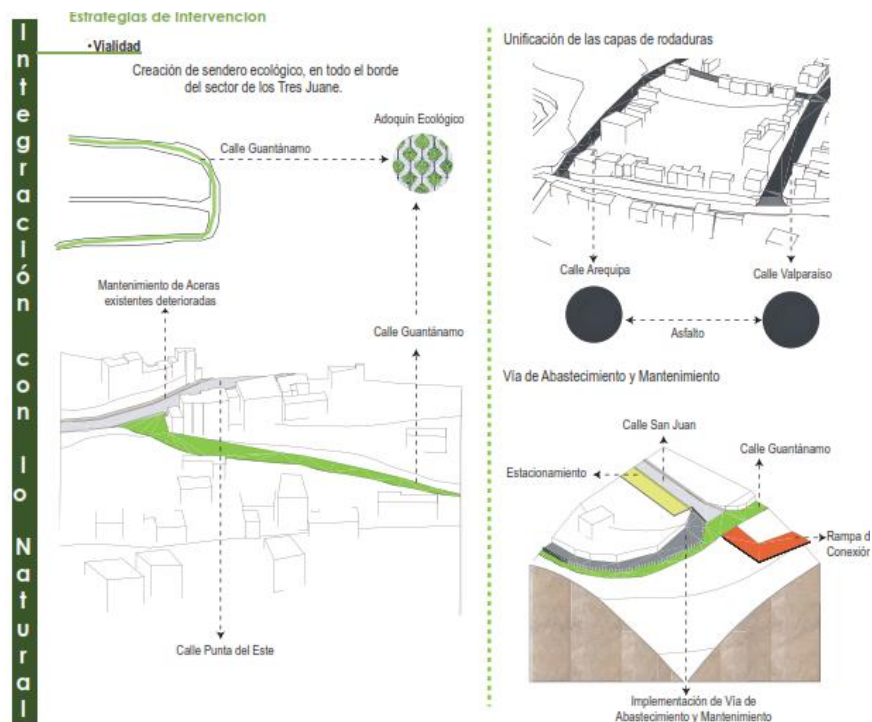 Integración con lo Natural
Estrategias de Intervención
• Vialidad
Creación de sendero ecológico, en todo el borde
del sector de los Tres Juane.
Adoquín Ecológico
Calle Guantánamo
Mantenimiento de Aceras
existentes deterioradas
Calle Guantánamo
Calle Punta del Este
Unificación de las capas de rodaduras
Calle Arequipa
Calle Valparaíso
Asfalto
Vía de Abastecimiento y Mantenimiento
Calle San Juan
Calle Guantánamo
Estacionamiento
Rampa d
Conexión
Implementación de Vía de
Abastecimiento y Mantenimiento